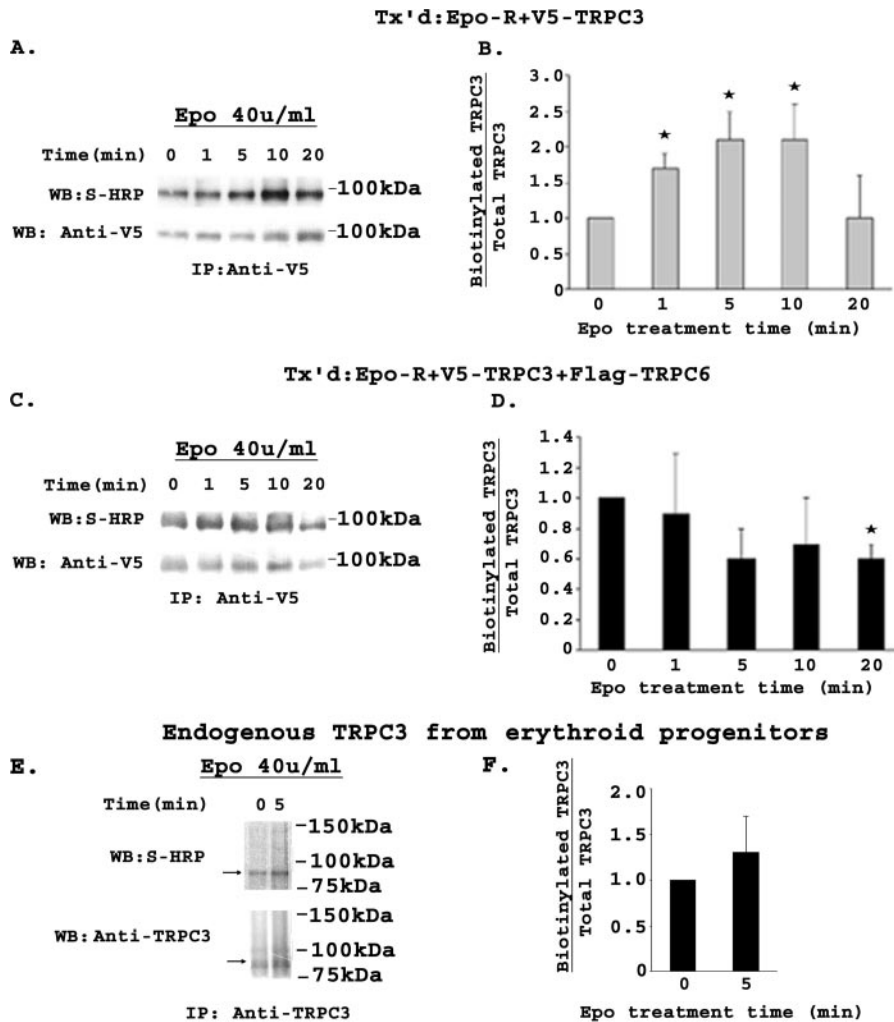 Tx'd:Epo-R+V5-TRPC3
A.
Epo 40u/ml
Time(min) 0 1 5 10 20
WB:S-HRP -100kDa
WB: Anti-V5 -100kDa
IP:Anti-V5
B.
Biotinylated TRPC3
Total TRPC3
3.0
2.5
2.0
1.5
1.0
0.5
0
0 1 5 10 20
Epo treatment time (min)
Tx'd:Epo-R+V5-TRPC3+Flag-TRPC6
C.
Epo 40u/ml
Time(min) 0 1 5 10 20
WB:S-HRP -100kDa
WB: Anti-V5 -100kDa
IP: Anti-V5
D.
Biotinylated TRPC3
Total TRPC3
1.4
1.2
1.0
0.8
0.6
0.4
0.2
0
0 1 5 10 20
Epo treatment time (min)
Endogenous TRPC3 from erythroid progenitors
E.
Epo 40u/ml
Time(min) 0 5
-150kDa
WB:S-HRP -100kDa
-75kDa
-150kDa
WB:Anti-TRPC3 -100kDa
-75kDa
IP: Anti-TRPC3
F.
Biotinylated TRPC3
Total TRPC3
2.0
1.5
1.0
0.5
0
0 5
Epo treatment time (min)